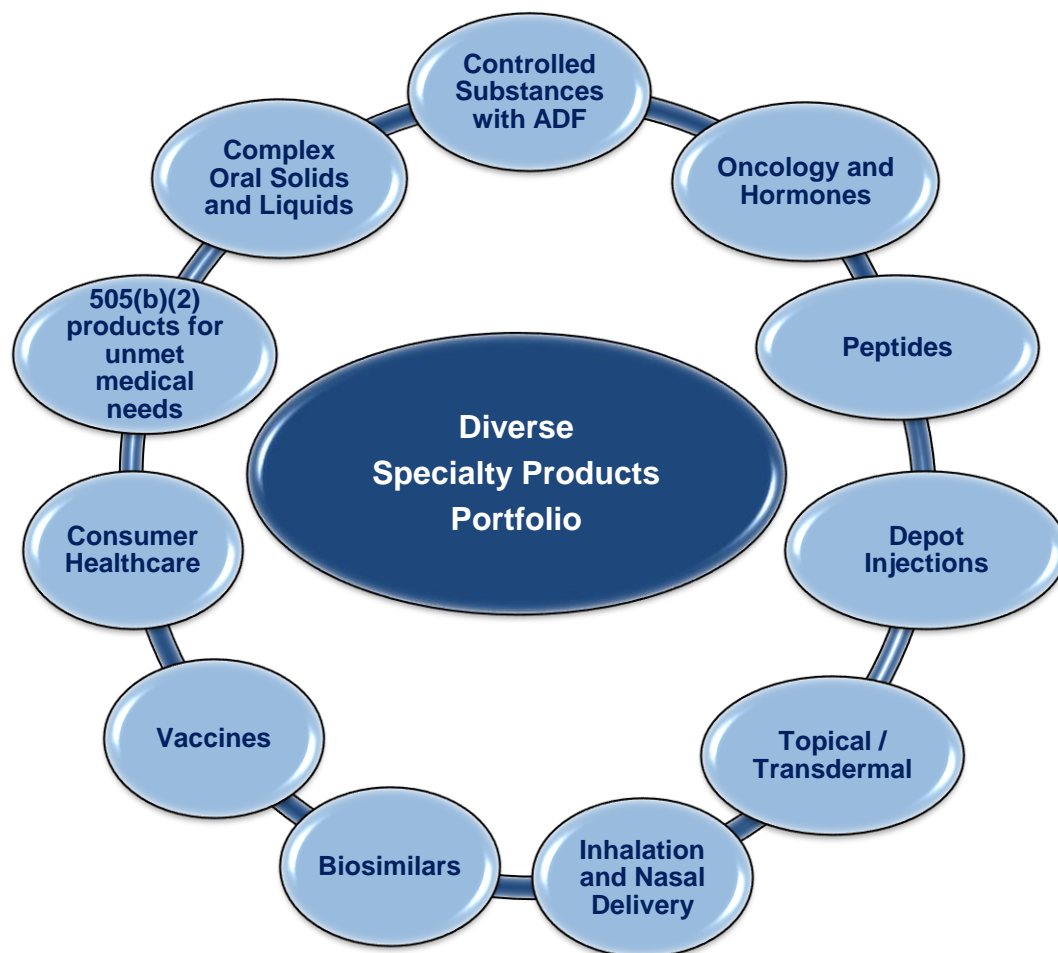 Controlled
Substances
with ADF
Oncology and
Hormones
Peptides
Depot
Injections
Topical /
Transdermal
Inhalation
and Nasal
Delivery
Biosimilars
Vaccines
Consumer
Healthcare
505(b)(2)
products for
unmet
medical
needs
Complex
Oral Solids
and Liquids
Diverse
Specialty Products
Portfolio